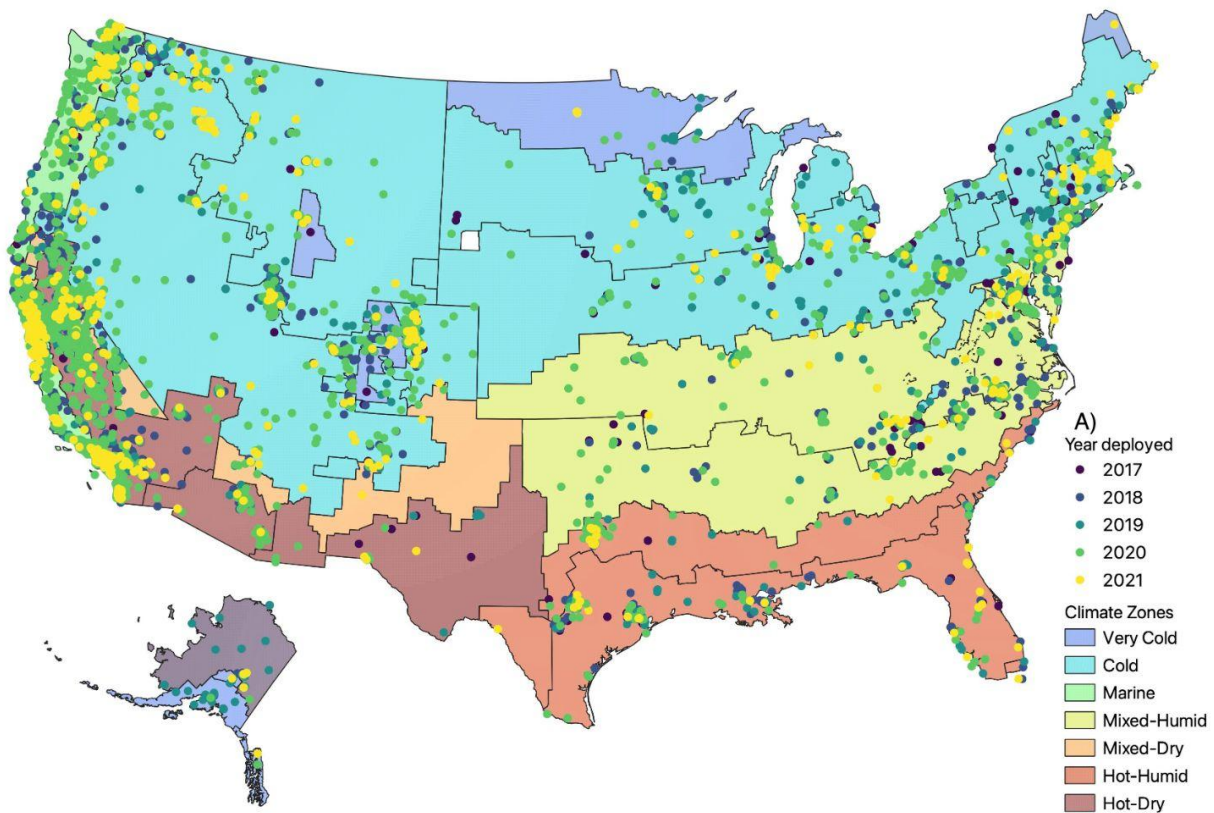 A)
Year deployed
2017
2018
2019
2020
2021
Climate Zones
Very Cold
Cold
Marine
Mixed-Humid
Mixed-Dry
Hot-Humid
Hot-Dry